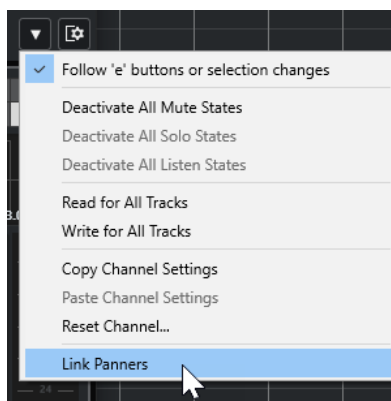 Follow 'e' buttons or selection changes
Deactivate All Mute States
Deactivate All Solo States
Deactivate All Listen States
Read for All Tracks
Write for All Tracks
Copy Channel Settings
Paste Channel Settings
Reset Channel...
Link Panners
24